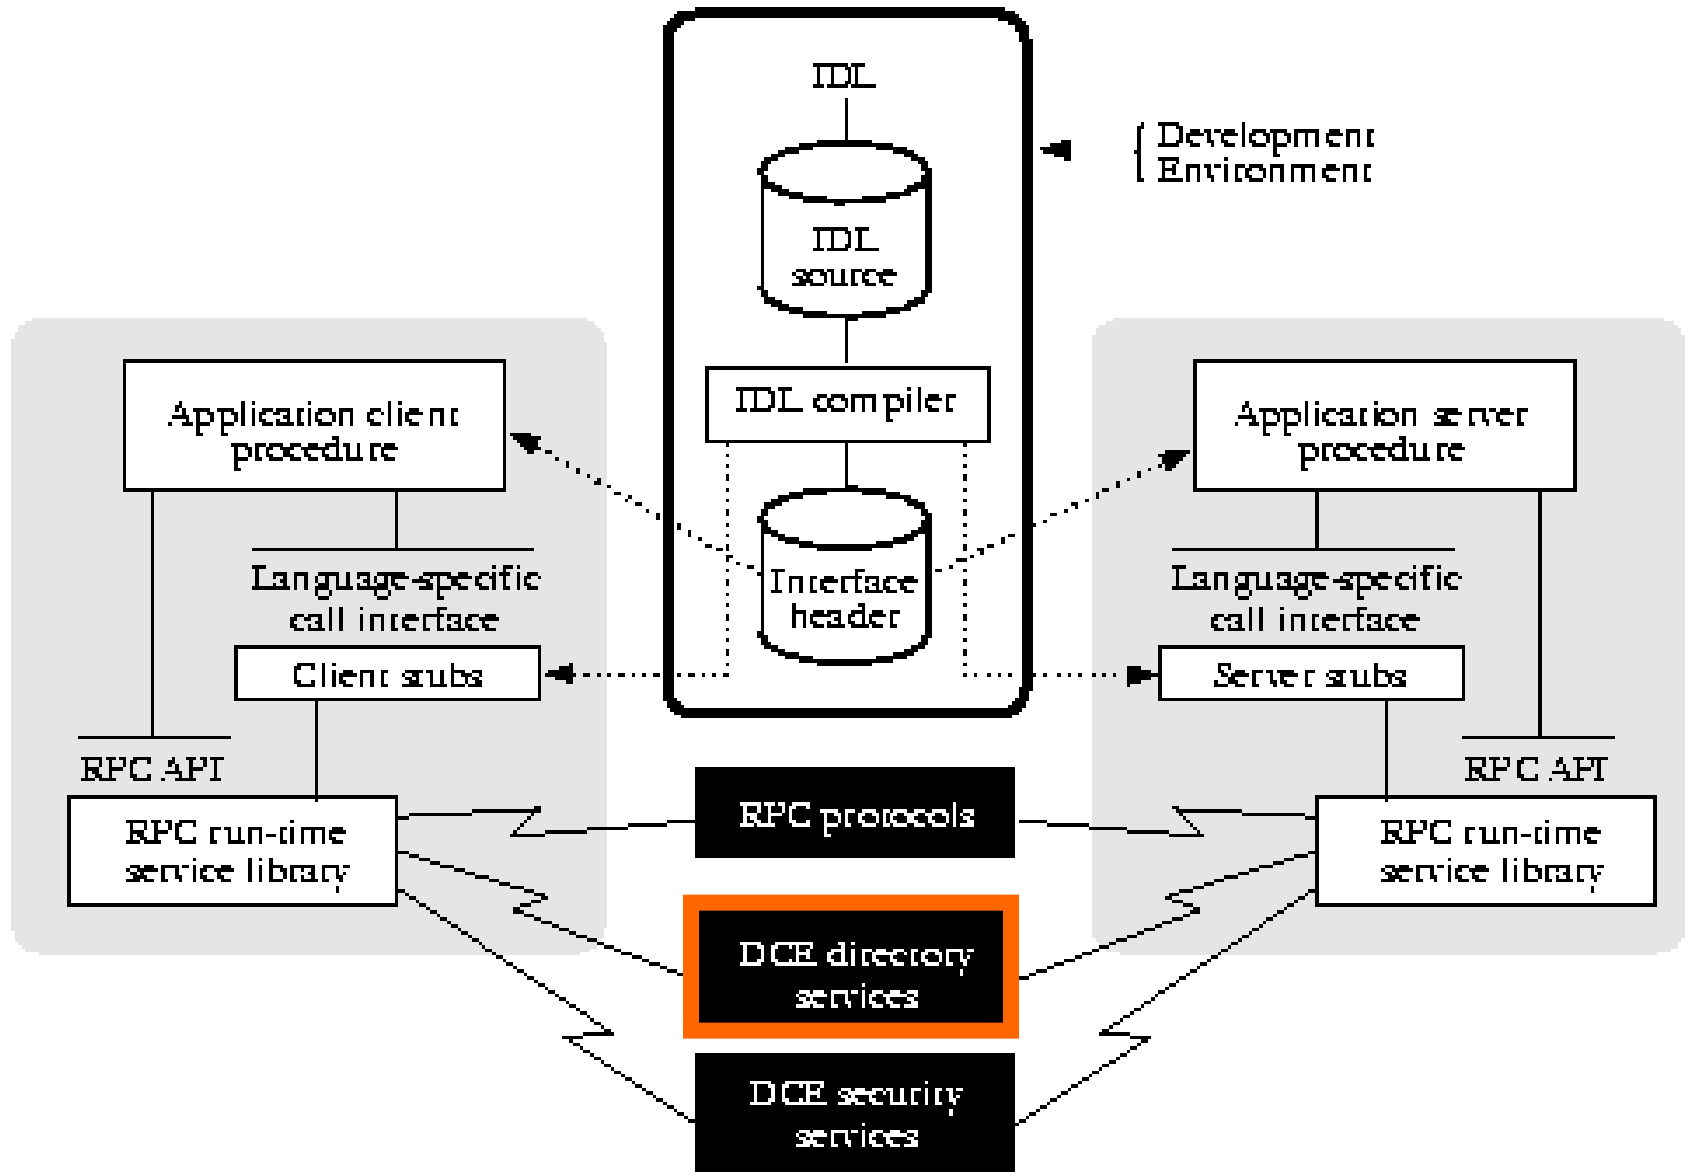 IDL
Development
Environment
IDL
source
IDL compiler
Interface
header
Application client
procedure
Language-specific
call interface
Client stubs
RPC API
RPC run-time
service library
Application server
procedure
Language-specific
call interface
Server stubs
RPC API
RPC run-time
service library
RPC protocols
DCE directory
services
DCE security
services